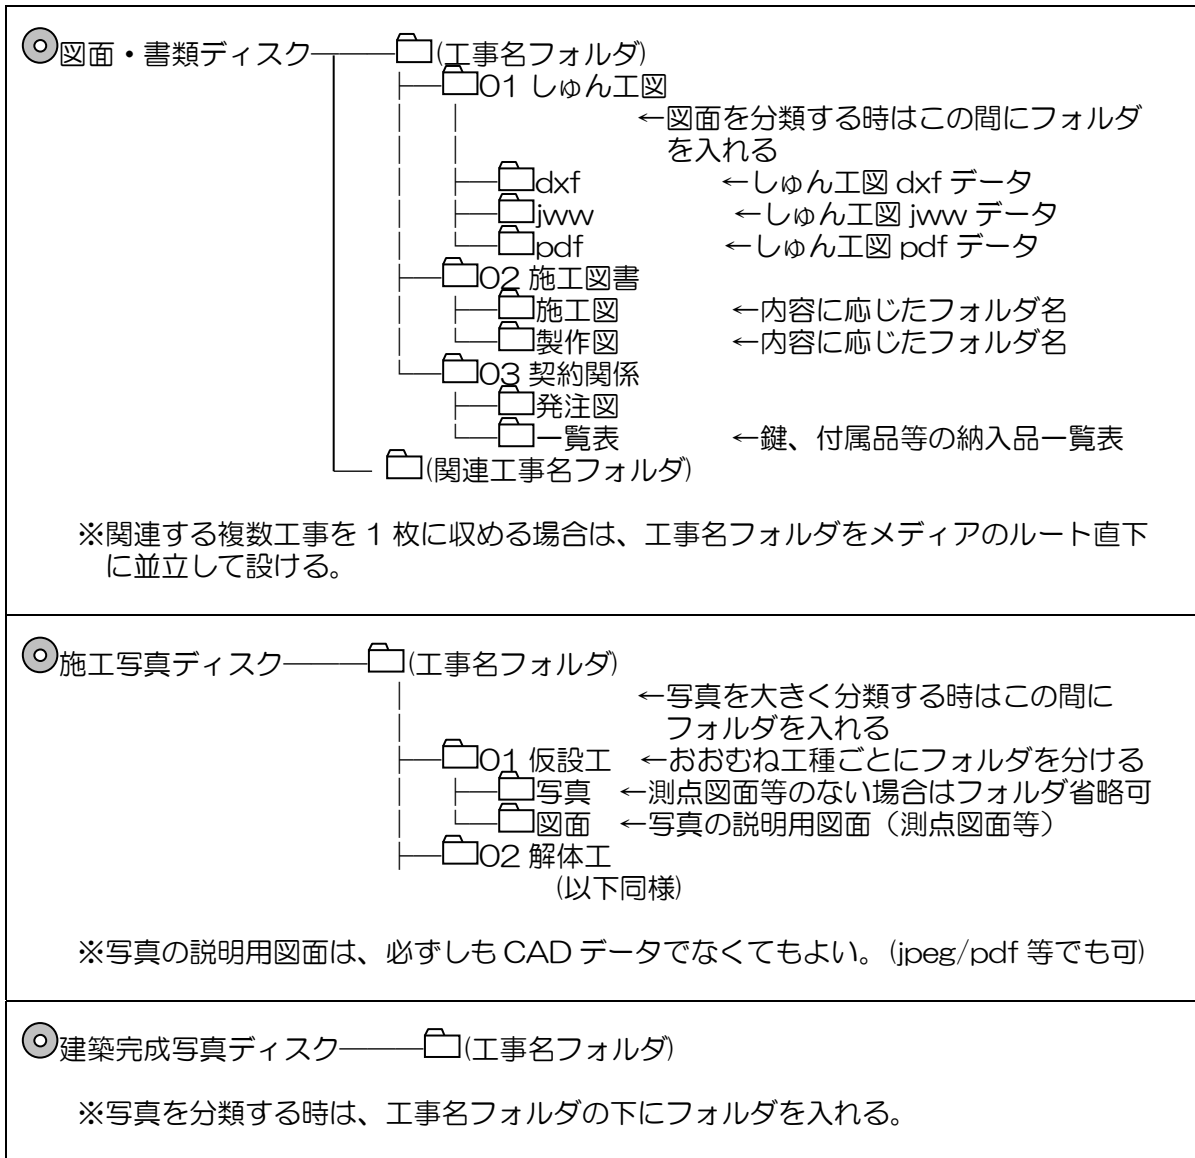 図面・書類ディスク (工事名フォルダ)
01 しゅん工図
←図面を分類する時はこの間にフォルダ
を入れる
dxf ←しゅん工図 dxf データ
jww ←しゅん工図 jww データ
pdf ←しゅん工図 pdf データ
02 施工図書
施工図 ←内容に応じたフォルダ名
製作図 ←内容に応じたフォルダ名
03 契約関係
発注図
一覧表 ←鍵、付属品等の納入品一覧表
(関連工事名フォルダ)
※関連する複数工事を 1 枚に収める場合は、工事名フォルダをメディアのルート直下
に並立して設ける。
施工写真ディスク (工事名フォルダ)
←写真を大きく分類する時はこの間に
フォルダを入れる
01 仮設工 ←おおむね工種ごとにフォルダを分ける
写真 ←測点図面等のない場合はフォルダ省略可
図面 ←写真の説明用図面（測点図面等）
02 解体工
(以下同様)
※写真の説明用図面は、必ずしも CAD データでなくてもよい。(jpeg/pdf 等でも可)
建築完成写真ディスク (工事名フォルダ)
※写真を分類する時は、工事名フォルダの下にフォルダを入れる。